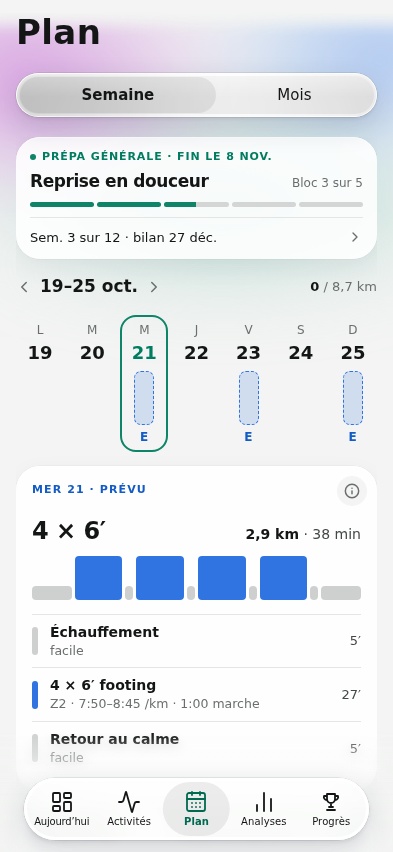 Plan
Semaine Mois
PRÉPA GÉNÉRALE · FIN LE 8 NOV.
Reprise en douceur Bloc 3 sur 5
Sem. 3 sur 12 · bilan 27 déc.
19–25 oct. 0 / 8,7 km
L M M J V S D
19 20 21 22 23 24 25
E E E
MER 21 · PRÉVU
4 × 6′ 2,9 km · 38 min
Échauffement 5′
facile
4 × 6′ footing 27′
Z2 · 7:50–8:45 /km · 1:00 marche
Retour au calme 5′
facile
Aujourd’hui Activités Plan Analyses Progrès